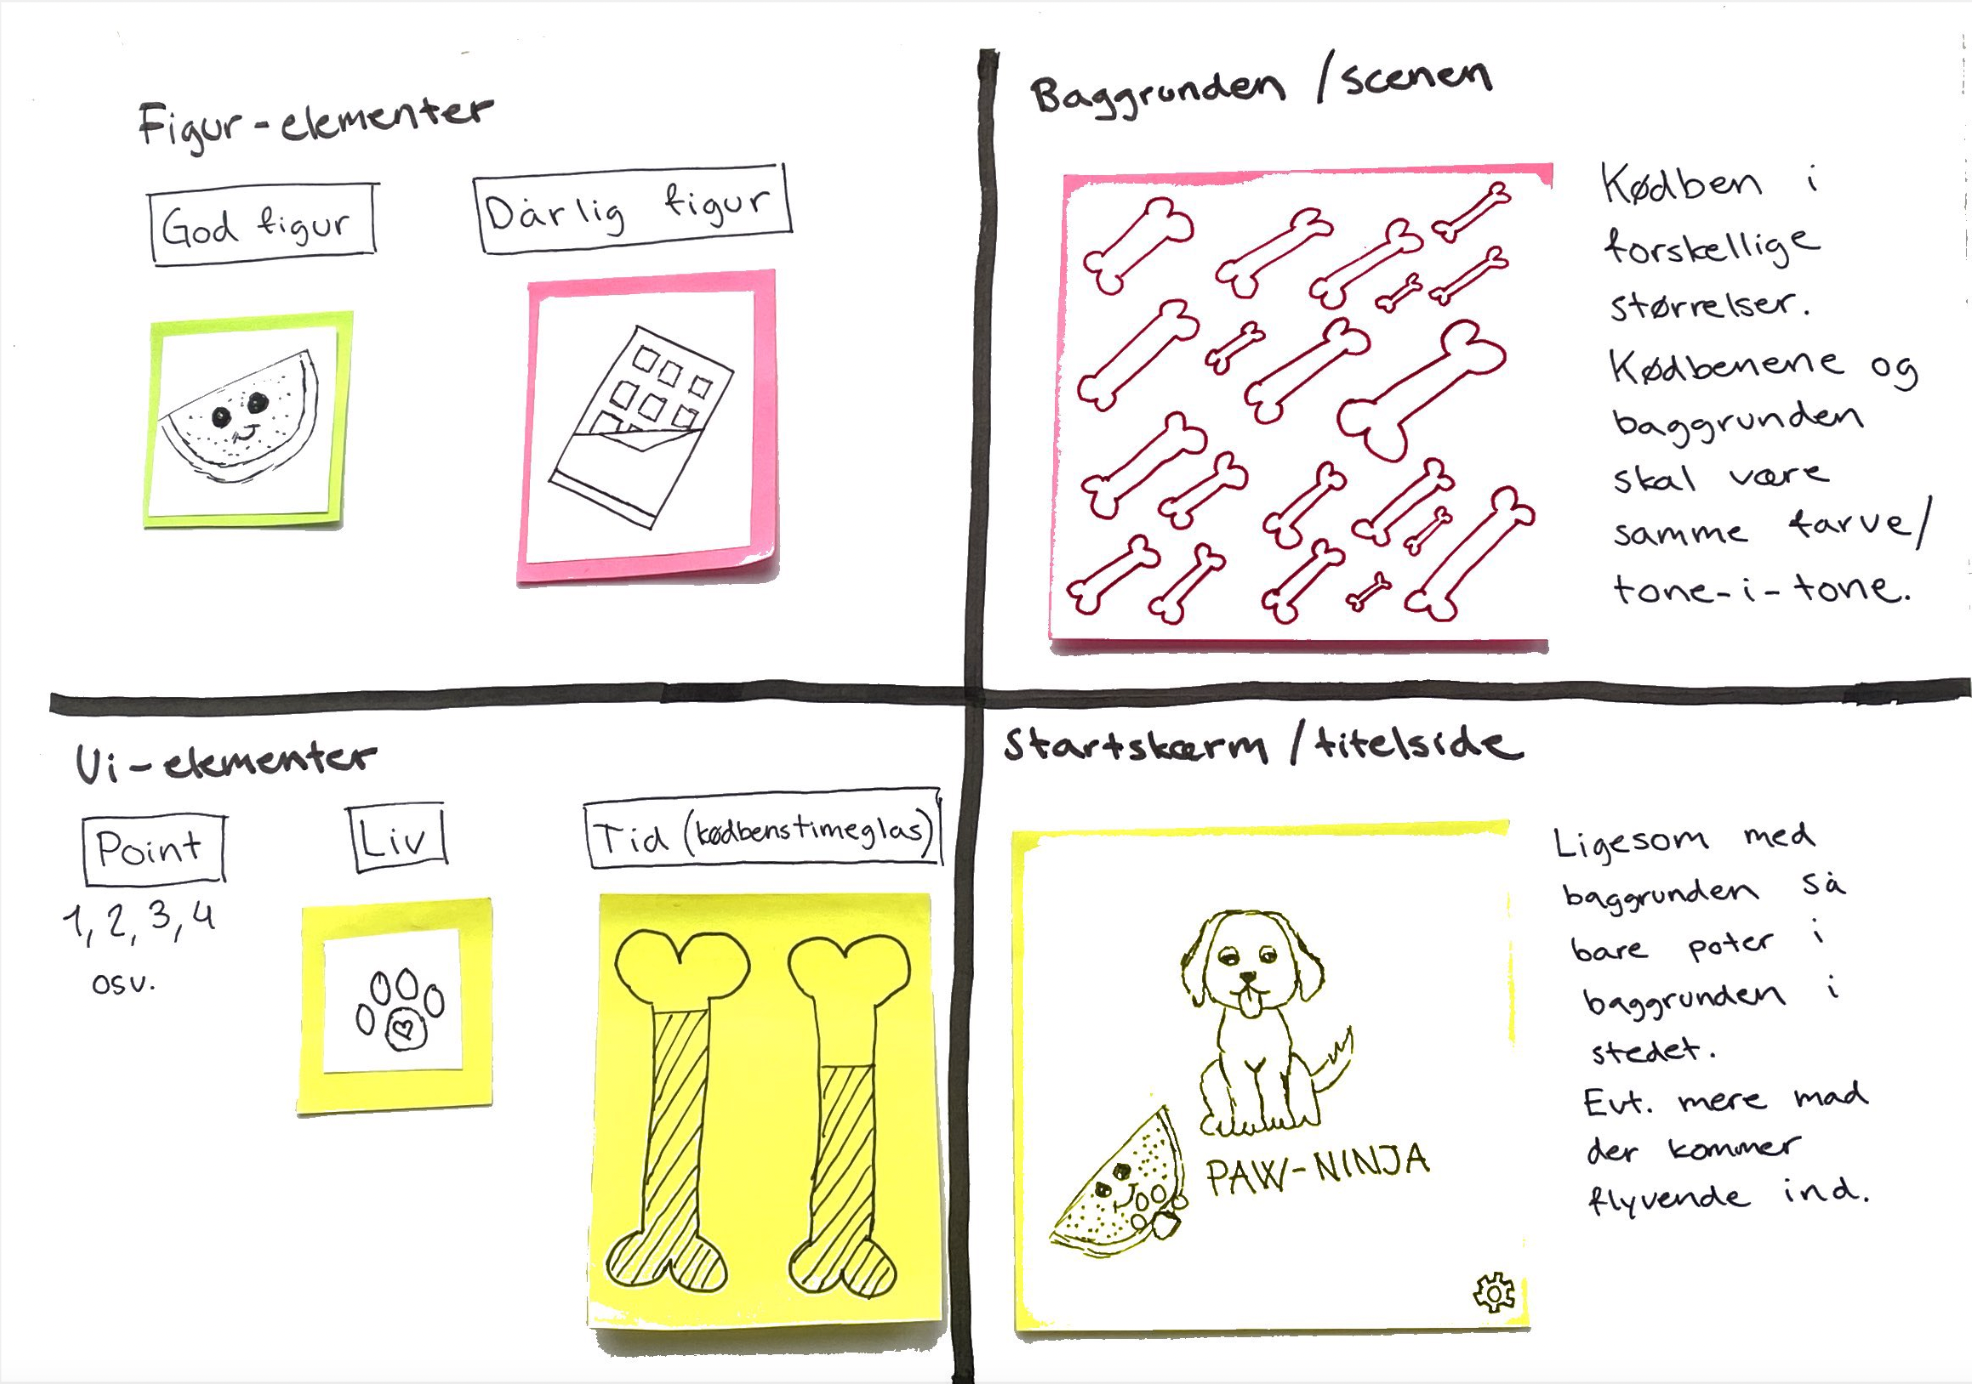 Figur-elementer
God figur
Dårlig figur
Baggrunden / scenen
Kødben i
forskellige
størrelser.
Kødbenene og
baggrunden
skal være
samme farve/
tone-i-tone.
Ui-elementer
Point
1, 2, 3, 4
osv.
Liv
Tid (kødbenstimeglas)
Startskærm / titelside
PAW-NINJA
Ligesom med
baggrunden så
bare poter i
baggrunden i
stedet.
Evt. mere mad
der kommer
flyvende ind.